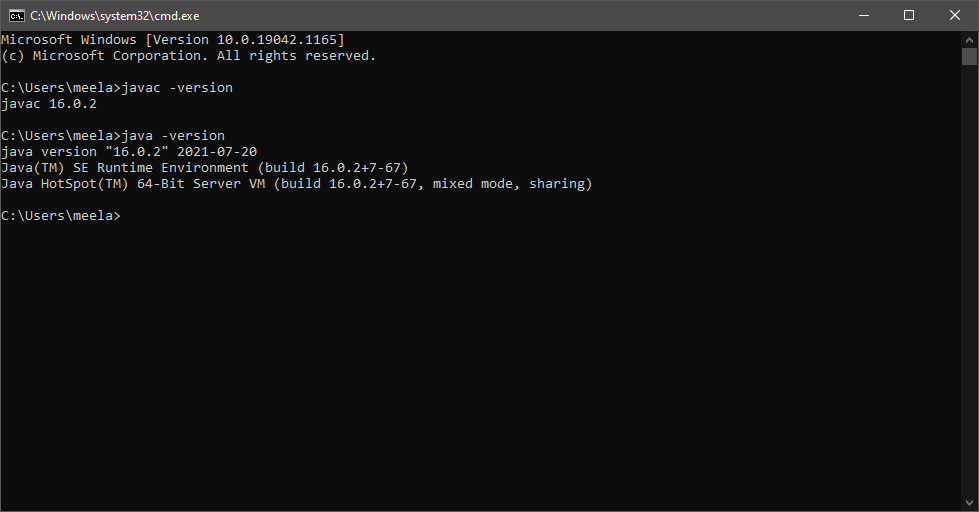 C:\Windows\system32\cmd.exe
Microsoft Windows [Version 10.0.19042.1165]
(c) Microsoft Corporation. All rights reserved.
C:\Users\meela>javac -version
javac 16.0.2
C:\Users\meela>java -version
java version "16.0.2" 2021-07-20
Java(TM) SE Runtime Environment (build 16.0.2+7-67)
Java HotSpot(TM) 64-Bit Server VM (build 16.0.2+7-67, mixed mode, sharing)
C:\Users\meela>